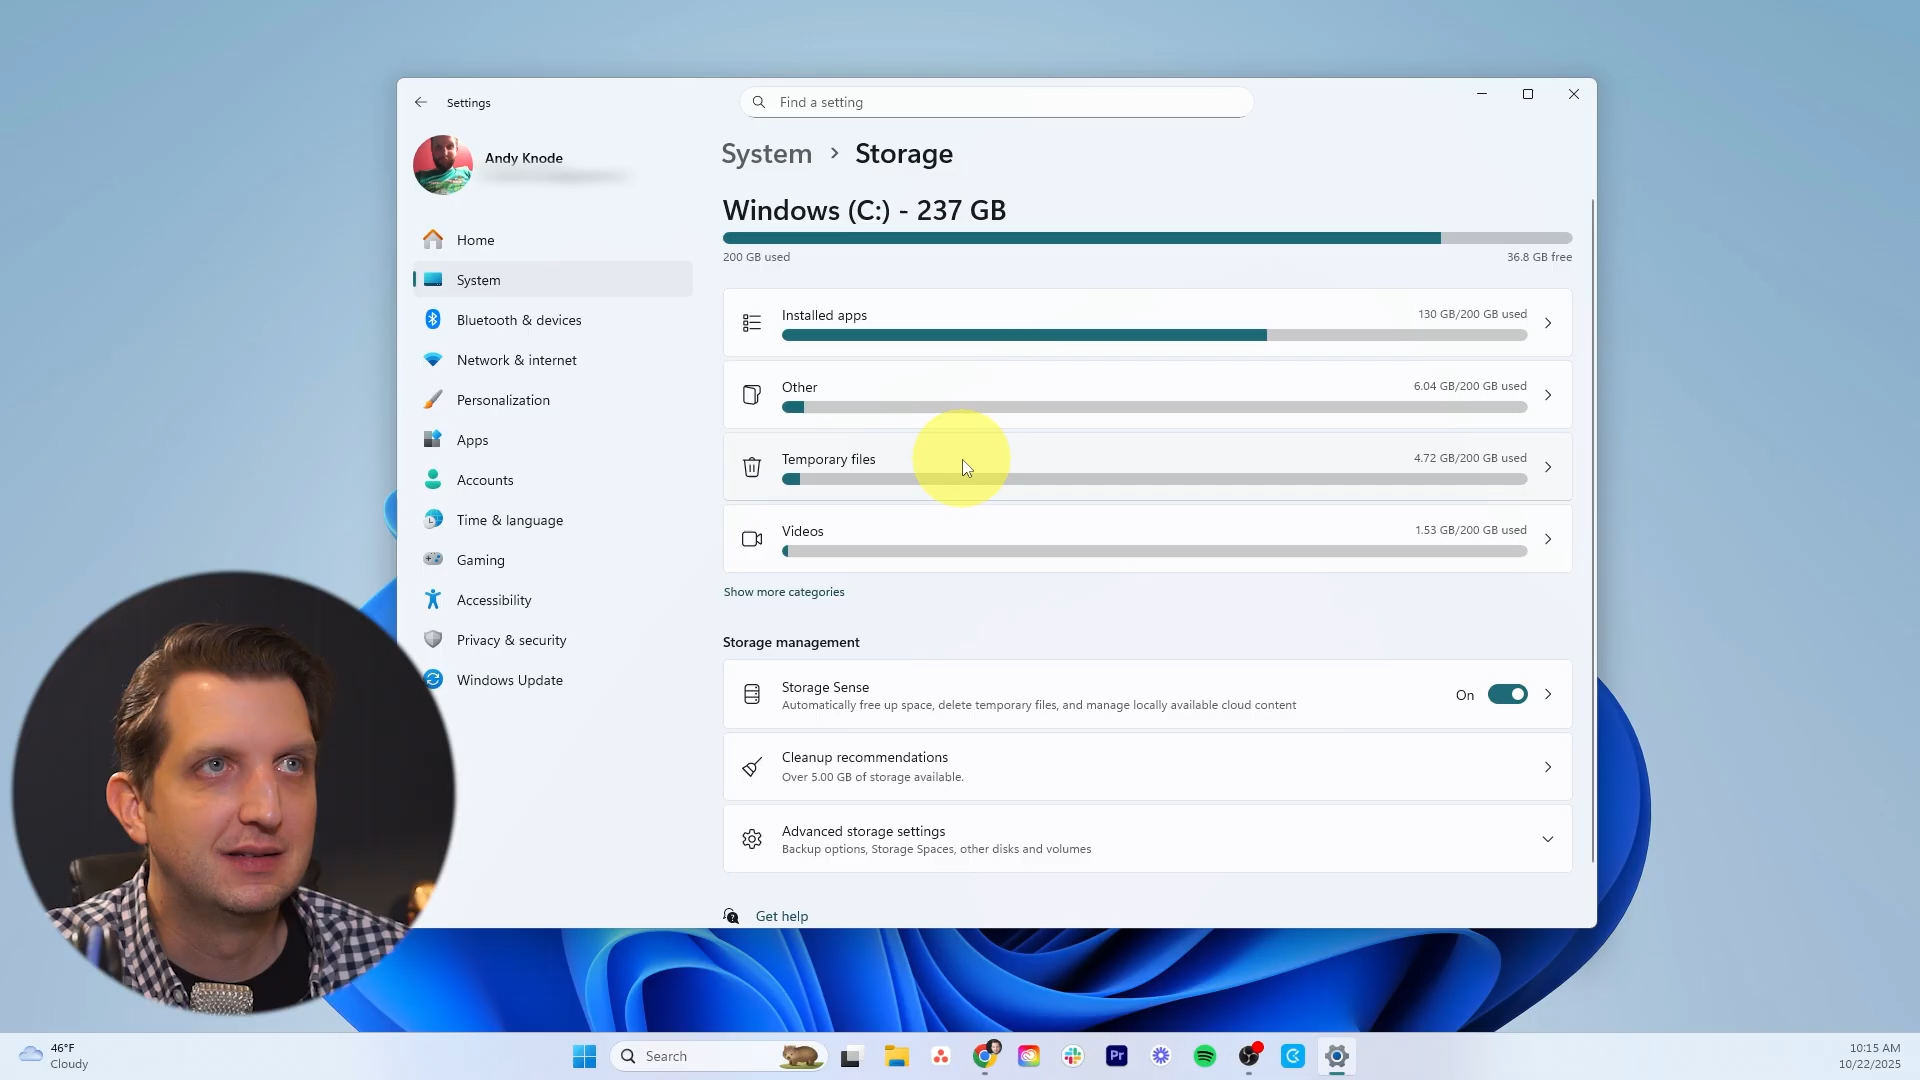 Settings
Find a setting
Andy Knode
Home
System
Bluetooth & devices
Network & internet
Personalization
Apps
Accounts
Time & language
Gaming
Accessibility
Privacy & security
Windows Update
System > Storage
Windows (C:) - 237 GB
200 GB used
36.8 GB free
Installed apps
130 GB/200 GB used
Other
6.04 GB/200 GB used
Temporary files
4.72 GB/200 GB used
Videos
1.53 GB/200 GB used
Show more categories
Storage management
Storage Sense
Automatically free up space, delete temporary files, and manage locally available cloud content
On
Cleanup recommendations
Over 5.00 GB of storage available.
Advanced storage settings
Backup options, Storage Spaces, other disks and volumes
Get help
46°F
Cloudy
Search
Pr
10:15 AM
10/22/2025